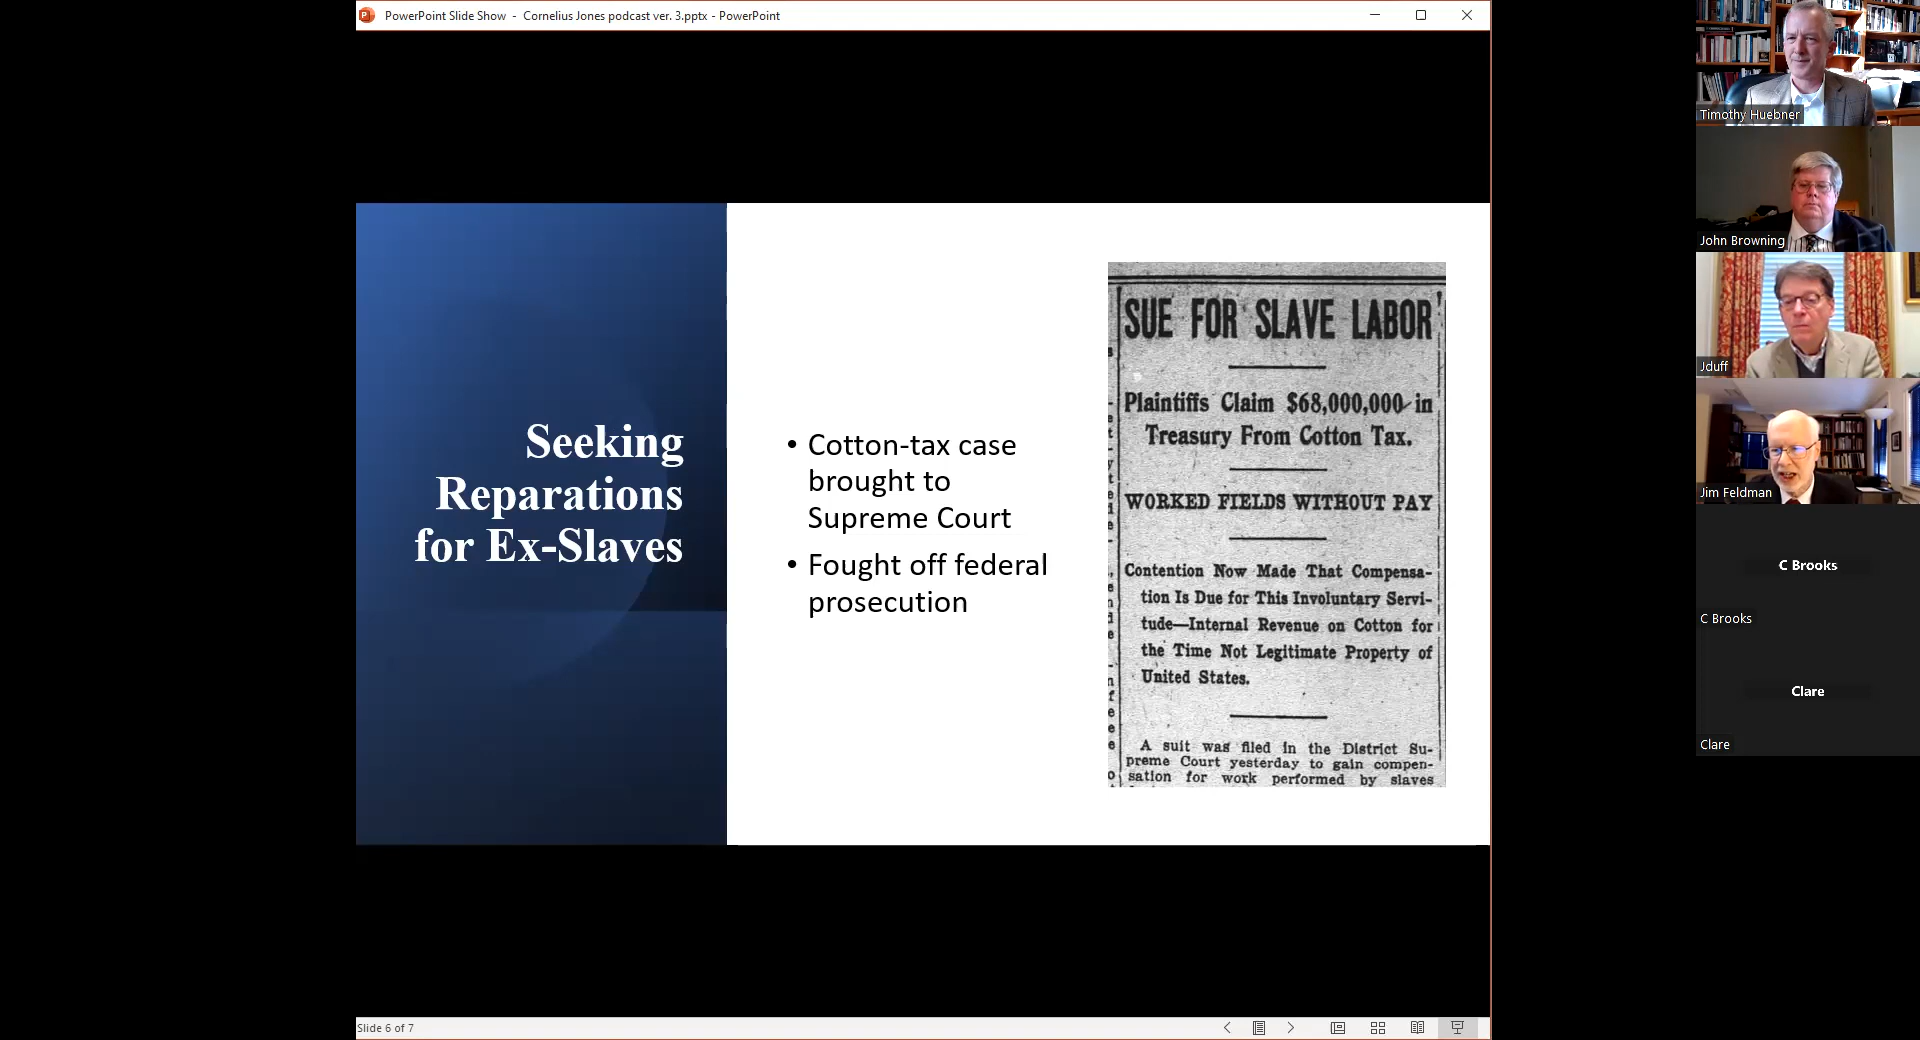 PowerPoint Slide Show - Cornelius Jones podcast ver. 3.pptx - PowerPoint
Seeking
Reparations
for Ex-Slaves
• Cotton-tax case
brought to
Supreme Court
• Fought off federal
prosecution
SUE FOR SLAVE LABOR
Plaintiffs Claim $68,000,000 in
Treasury From Cotton Tax.
WORKED FIELDS WITHOUT PAY
Contention Now Made That Compensa-
tion Is Due for This Involuntary Servi-
tude—Internal Revenue on Cotton for
the Time Not Legitimate Property of
United States.
A suit was filed in the District Su-
preme Court yesterday to gain compen-
sation for work performed by slaves
Slide 6 of 7
Timothy Huebner
John Browning
Jduff
Jim Feldman
C Brooks
C Brooks
Clare
Clare